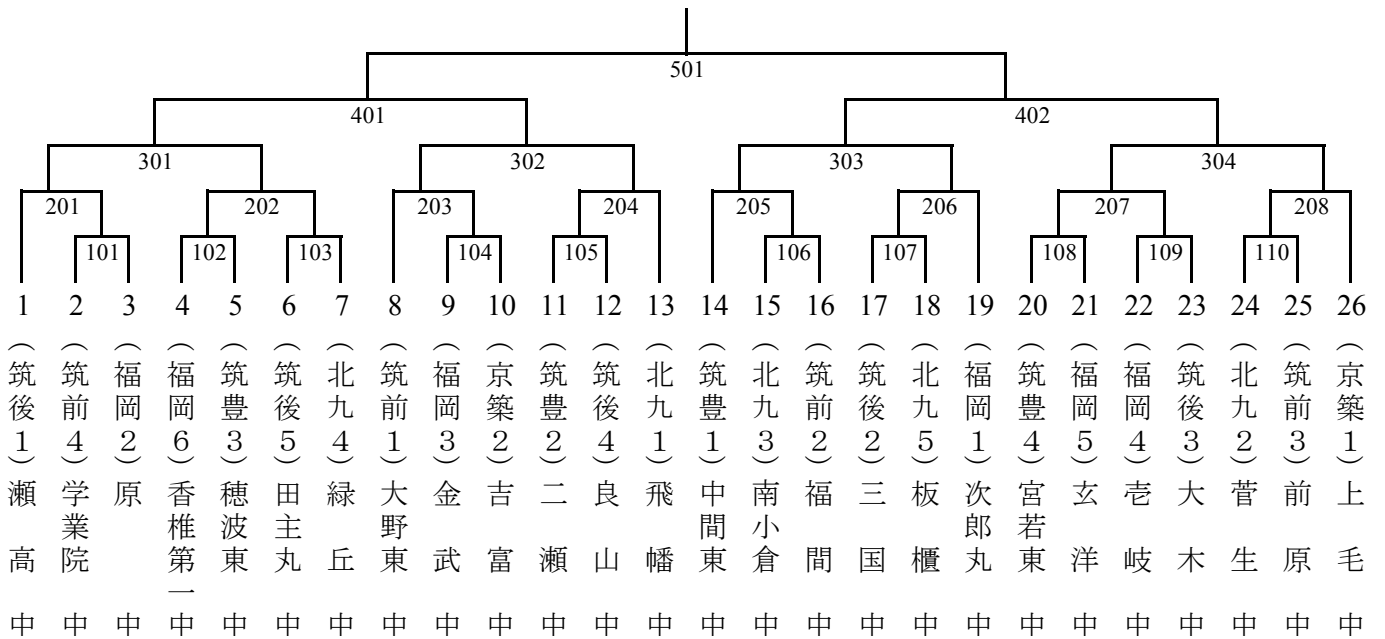 501
401 402
301 302 303 304
201 202 203 204 205 206 207 208
101 102 103 104 105 106 107 108 109 110
1 2 3 4 5 6 7 8 9 10 11 12 13 14 15 16 17 18 19 20 21 22 23 24 25 26
(筑後1)瀬高中
(筑前4)学業院中
(福岡2)原中
(福岡6)香椎第一中
(筑豊3)穂波東中
(筑後5)田主丸中
(北九4)緑丘中
(筑前1)大野東中
(福岡3)金武中
(京築2)吉富中
(筑豊2)二瀬中
(筑後4)良山中
(北九1)飛幡中
(筑豊1)中間東中
(北九3)南小倉中
(筑前2)福間中
(筑後2)三国中
(北九5)板櫃中
(福岡1)次郎丸中
(筑豊4)宮若東中
(福岡5)玄洋中
(福岡4)壱岐中
(筑後3)大木中
(北九2)菅生中
(筑前3)前原中
(京築1)上毛中